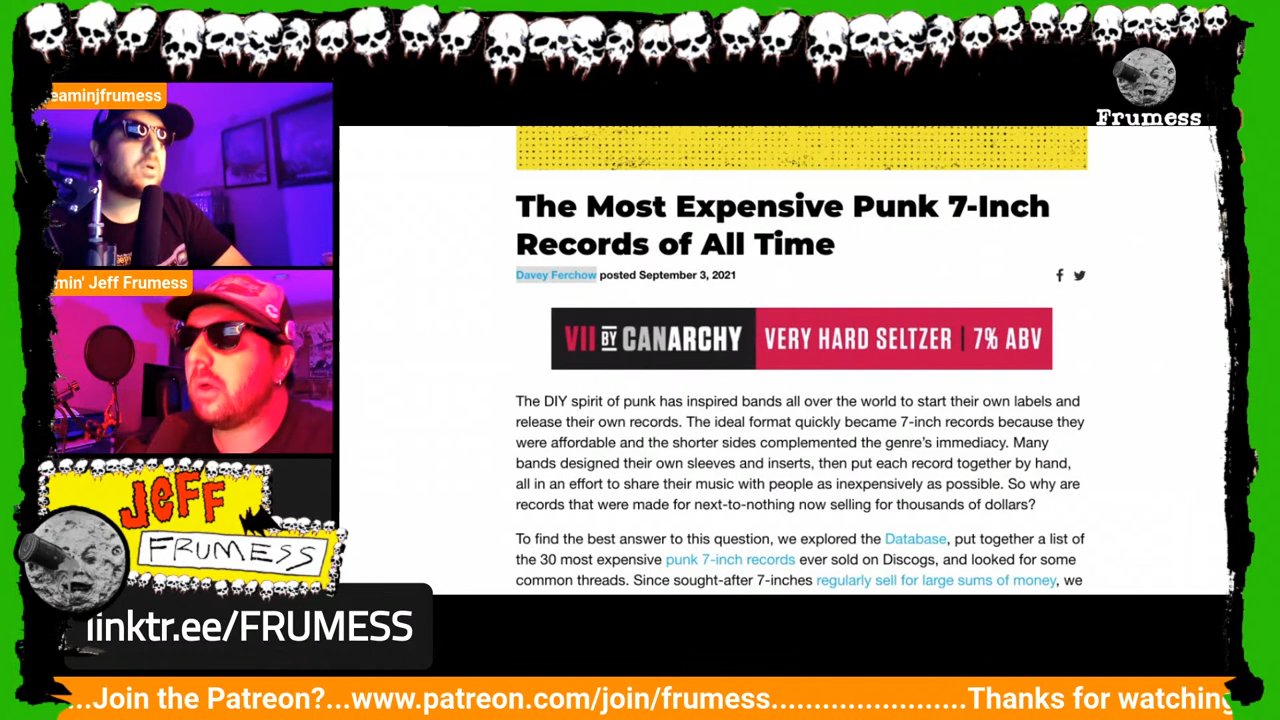 eaminjfrumess
Frumess
min' Jeff Frumess
JEFF
FRUMESS
linktr.ee/FRUMESS
The Most Expensive Punk 7-Inch
Records of All Time
Davey Ferchow posted September 3, 2021
VII BY CANARCHY VERY HARD SELTZER | 7% ABV
The DIY spirit of punk has inspired bands all over the world to start their own labels and
release their own records. The ideal format quickly became 7-inch records because they
were affordable and the shorter sides complemented the genre's immediacy. Many
bands designed their own sleeves and inserts, then put each record together by hand,
all in an effort to share their music with people as inexpensively as possible. So why are
records that were made for next-to-nothing now selling for thousands of dollars?
To find the best answer to this question, we explored the Database, put together a list of
the 30 most expensive punk 7-inch records ever sold on Discogs, and looked for some
common threads. Since sought-after 7-inches regularly sell for large sums of money, we
...Join the Patreon?...www.patreon.com/join/frumess......................Thanks for watching